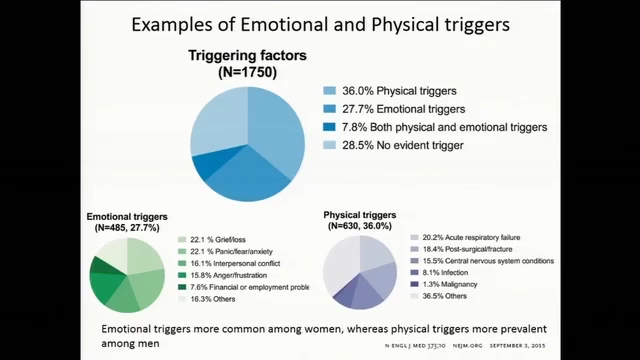 Examples of Emotional and Physical triggers
Triggering factors
(N=1750)
36.0% Physical triggers
27.7% Emotional triggers
7.8% Both physical and emotional triggers
28.5% No evident trigger
Emotional triggers
(N=485, 27.7%)
22.1 % Grief/loss
22.1 % Panic/fear/anxiety
16.1% Interpersonal conflict
15.8% Anger/frustration
7.6% Financial or employment proble
16.3% Others
Physical triggers
(N=630, 36.0%)
20.2% Acute respiratory failure
18.4% Post-surgical/fracture
15.5% Central nervous system conditions
8.1% Infection
1.3% Malignancy
36.5% Others
Emotional triggers more common among women, whereas physical triggers more prevalent
among men
N ENGL J MED 373;10 NEJM.ORG SEPTEMBER 3, 2015